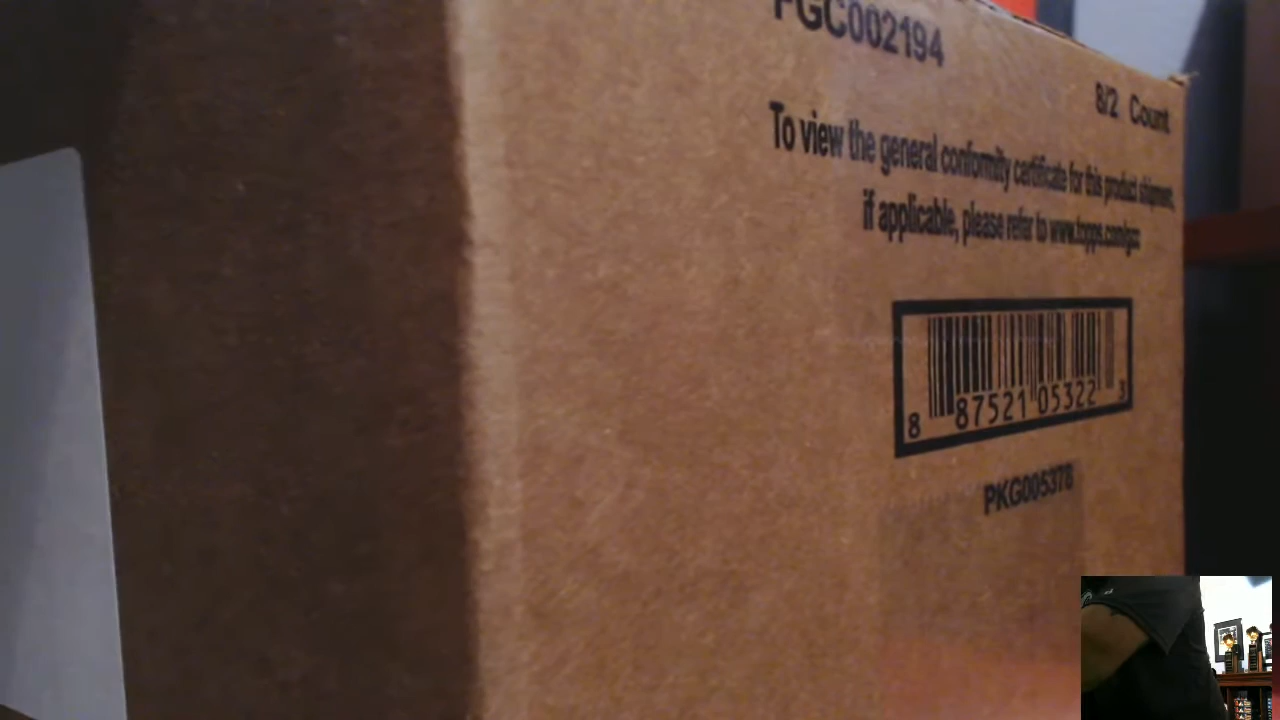 FGC002194
8/2 Count
To view the general conformity certificate for this product shipment,
if applicable, please refer to www.topps.com/gcc
8 87521 05322 3
PKG005378